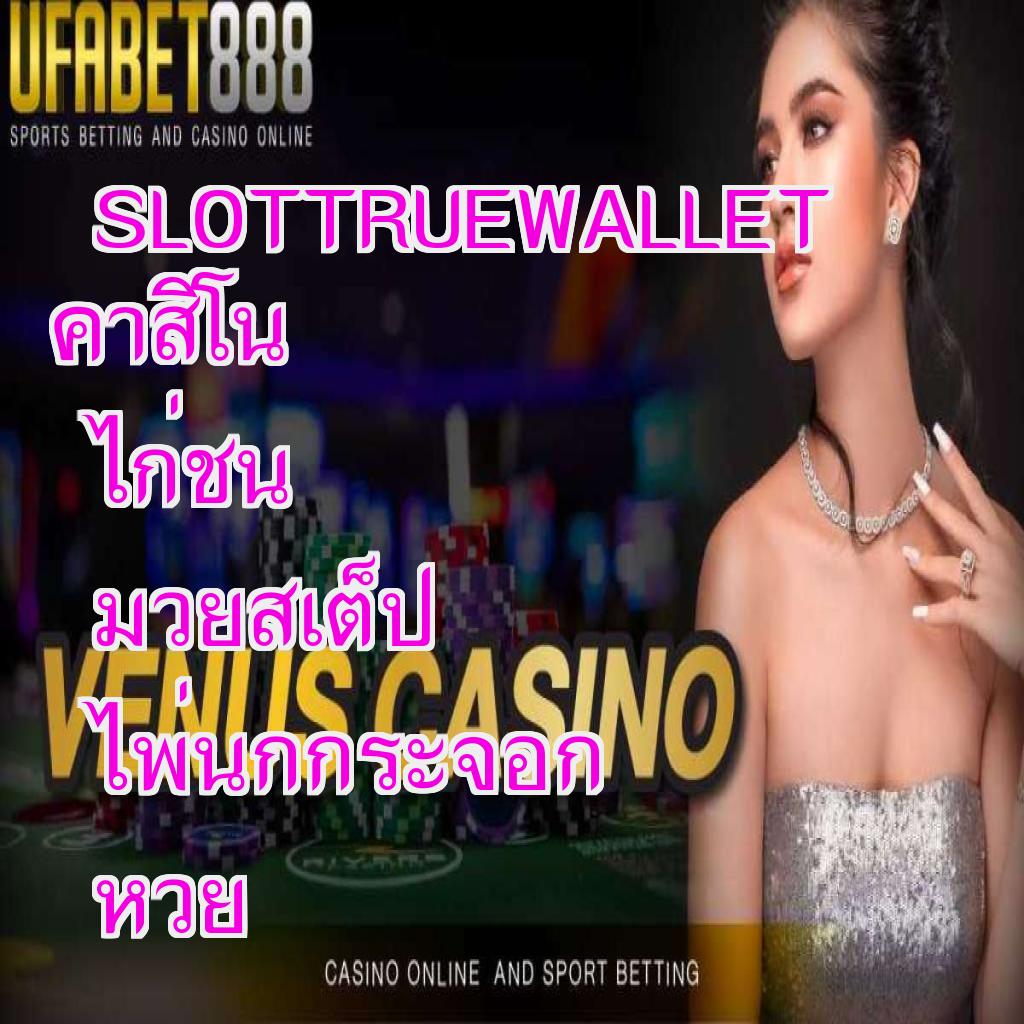 UFABET888
SPORTS BETTING AND CASINO ONLINE
SLOTTRUEWALLET
คาสิโน
ไก่ชน
มวยสเต็ป
VENUS CASINO
ไพ่นกกระจอก
หวย
CASINO ONLINE AND SPORT BETTING